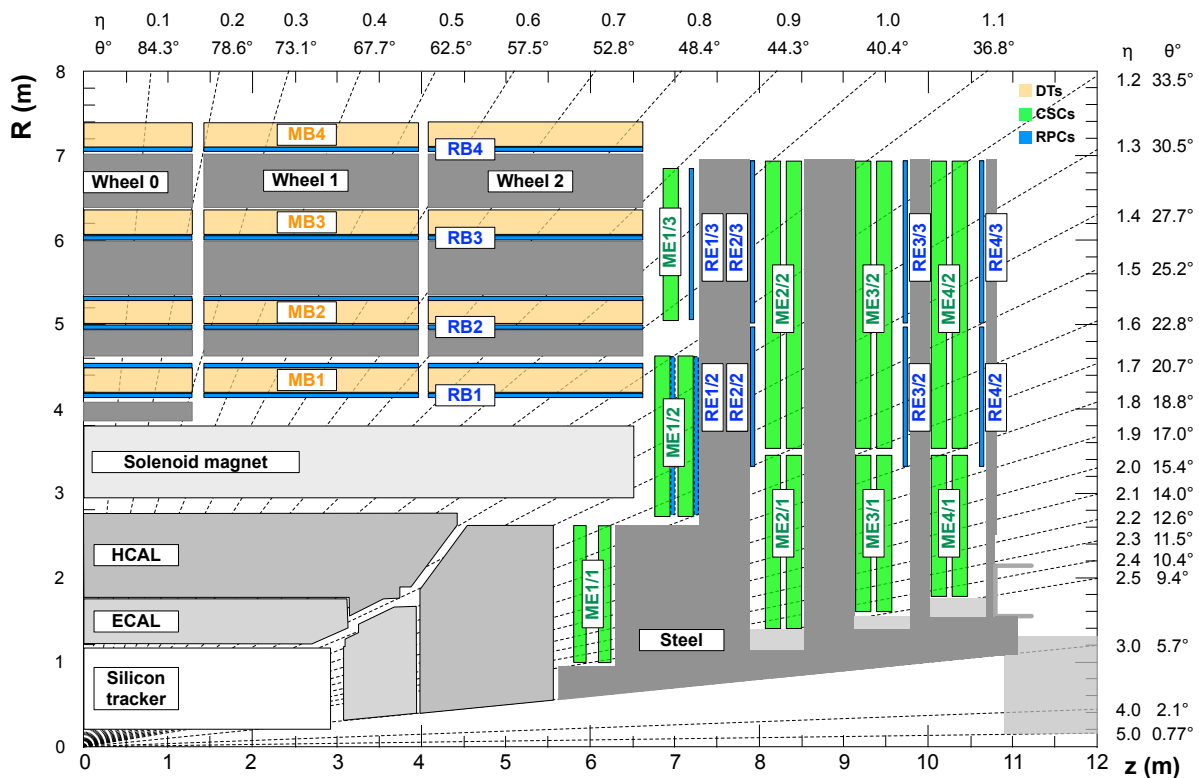 η 0.1 0.2 0.3 0.4 0.5 0.6 0.7 0.8 0.9 1.0 1.1
θ° 84.3° 78.6° 73.1° 67.7° 62.5° 57.5° 52.8° 48.4° 44.3° 40.4° 36.8° η θ°
R (m)
8
7
6
5
4
3
2
1
0
DTs
CSCs
RPCs
1.2 33.5°
1.3 30.5°
1.4 27.7°
1.5 25.2°
1.6 22.8°
1.7 20.7°
1.8 18.8°
1.9 17.0°
2.0 15.4°
2.1 14.0°
2.2 12.6°
2.3 11.5°
2.4 10.4°
2.5 9.4°
3.0 5.7°
4.0 2.1°
5.0 0.77°
MB4
RB4
Wheel 0 Wheel 1 Wheel 2
MB3
RB3
MB2
RB2
MB1
RB1
ME1/3
RE1/3
RE2/3
ME2/2
ME3/2
RE3/3
ME4/2
RE4/3
ME1/2
RE1/2
RE2/2
RE3/2
RE4/2
Solenoid magnet
HCAL
ECAL
Silicon
tracker
ME1/1
ME2/1
ME3/1
ME4/1
Steel
0 1 2 3 4 5 6 7 8 9 10 11 12
z (m)